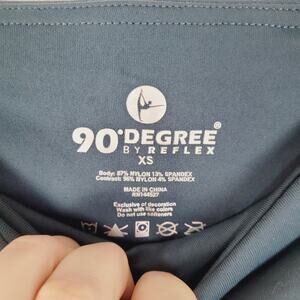 90°DEGREE®
BY REFLEX
XS
Body: 87% NYLON 13% SPANDEX
Contrast: 96% NYLON 4% SPANDEX
MADE IN CHINA
RN144527
Exclusive of decoration
Wash with like colors
Do not use softeners